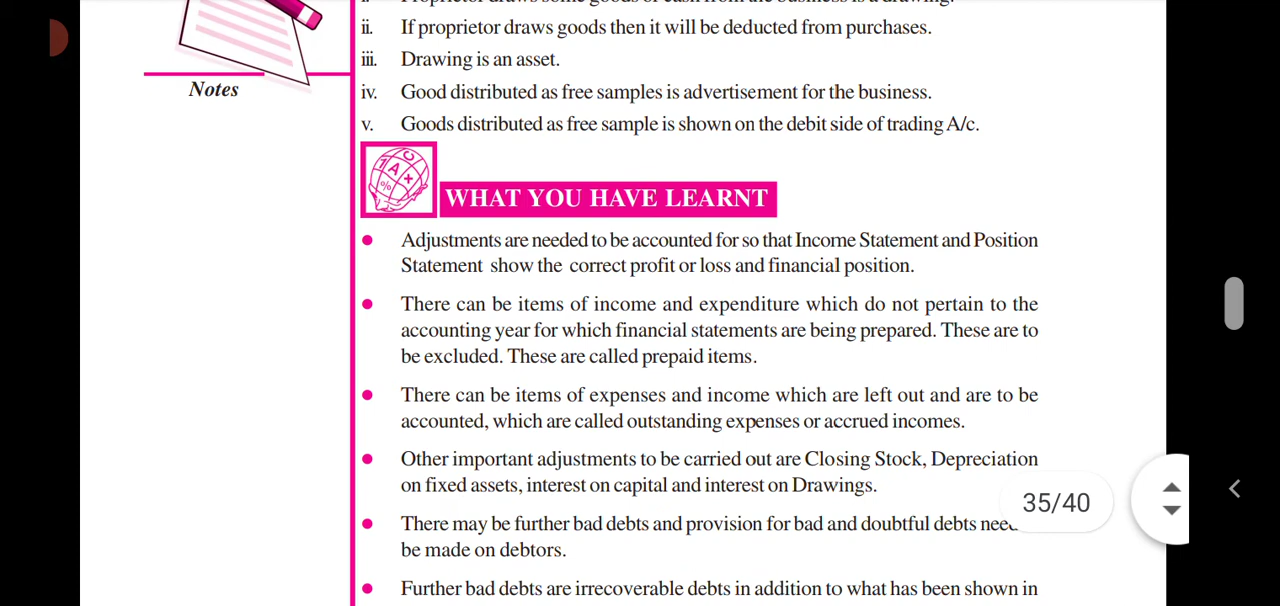 ii. If proprietor draws goods then it will be deducted from purchases.
iii. Drawing is an asset.
Notes
iv. Good distributed as free samples is advertisement for the business.
v. Goods distributed as free sample is shown on the debit side of trading A/c.
WHAT YOU HAVE LEARNT
Adjustments are needed to be accounted for so that Income Statement and Position
Statement show the correct profit or loss and financial position.
There can be items of income and expenditure which do not pertain to the
accounting year for which financial statements are being prepared. These are to
be excluded. These are called prepaid items.
There can be items of expenses and income which are left out and are to be
accounted, which are called outstanding expenses or accrued incomes.
Other important adjustments to be carried out are Closing Stock, Depreciation
on fixed assets, interest on capital and interest on Drawings.
35/40
There may be further bad debts and provision for bad and doubtful debts
be made on debtors.
Further bad debts are irrecoverable debts in addition to what has been shown in